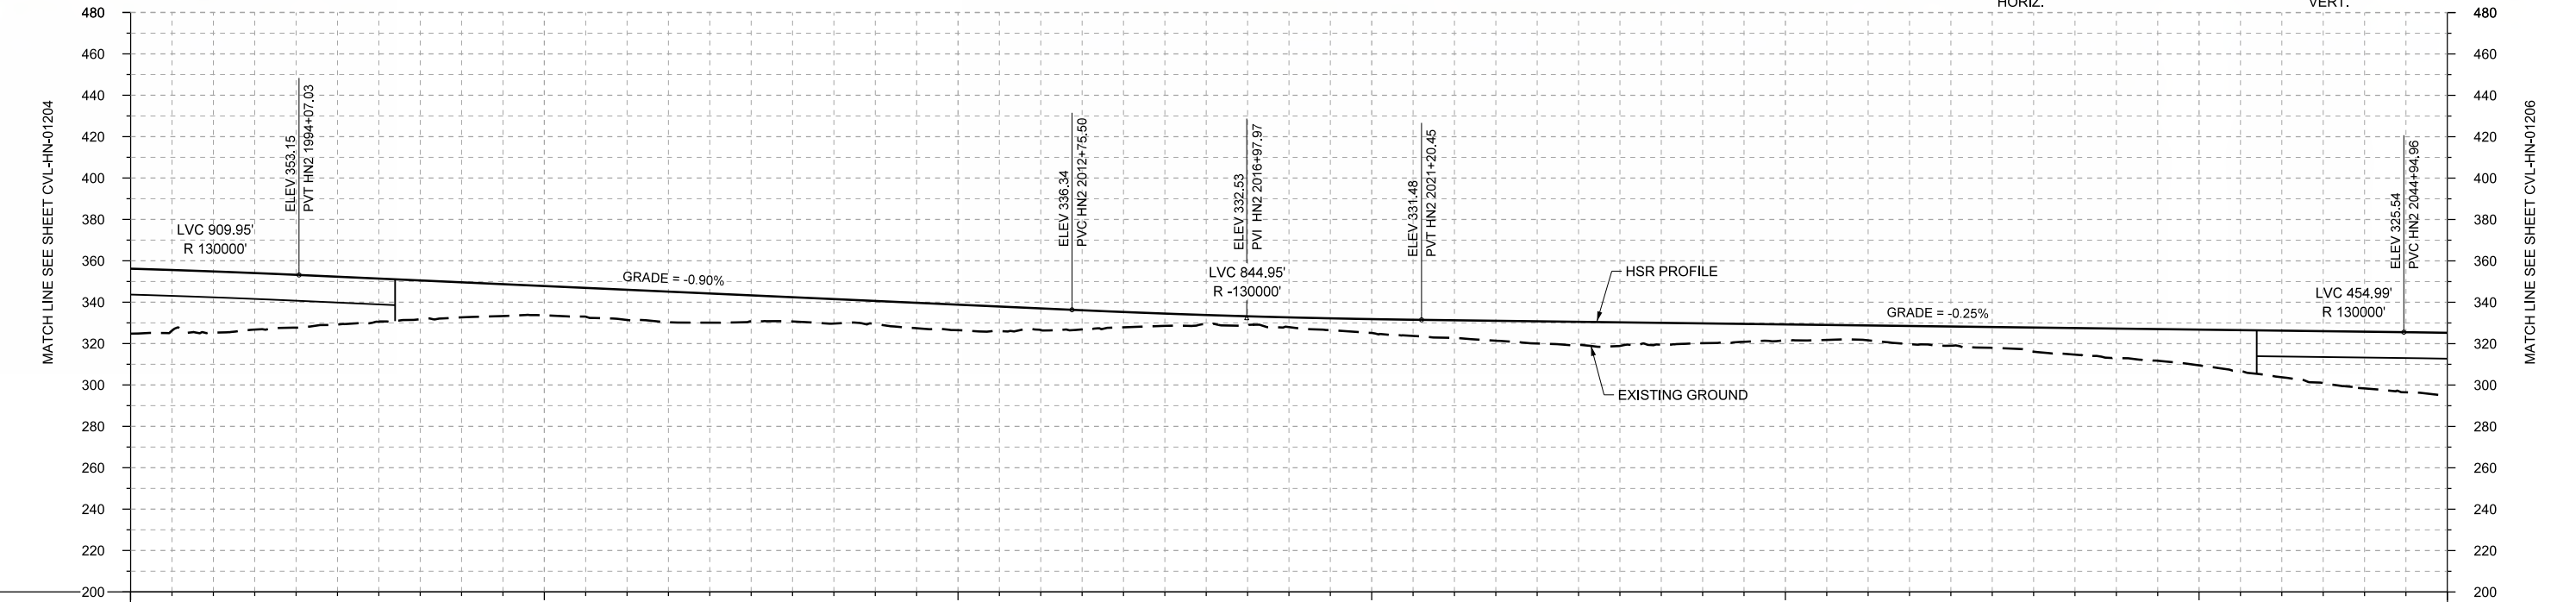 HORIZ.
VERT.
480
460
440
420
400
380
360
340
320
300
280
260
240
220
200
MATCH LINE SEE SHEET CVL-HN-01204
LVC 909.95'
R 130000'
ELEV 353.15
PVT HN2 1994+07.03
GRADE = -0.90%
ELEV 336.34
PVC HN2 2012+75.50
ELEV 332.53
PVI HN2 2016+97.97
LVC 844.95'
R -130000'
ELEV 331.48
PVT HN2 2021+20.45
HSR PROFILE
EXISTING GROUND
GRADE = -0.25%
LVC 454.99'
R 130000'
ELEV 325.54
PVC HN2 2044+94.96
480
460
440
420
400
380
360
340
320
300
280
260
240
220
200
MATCH LINE SEE SHEET CVL-HN-01206